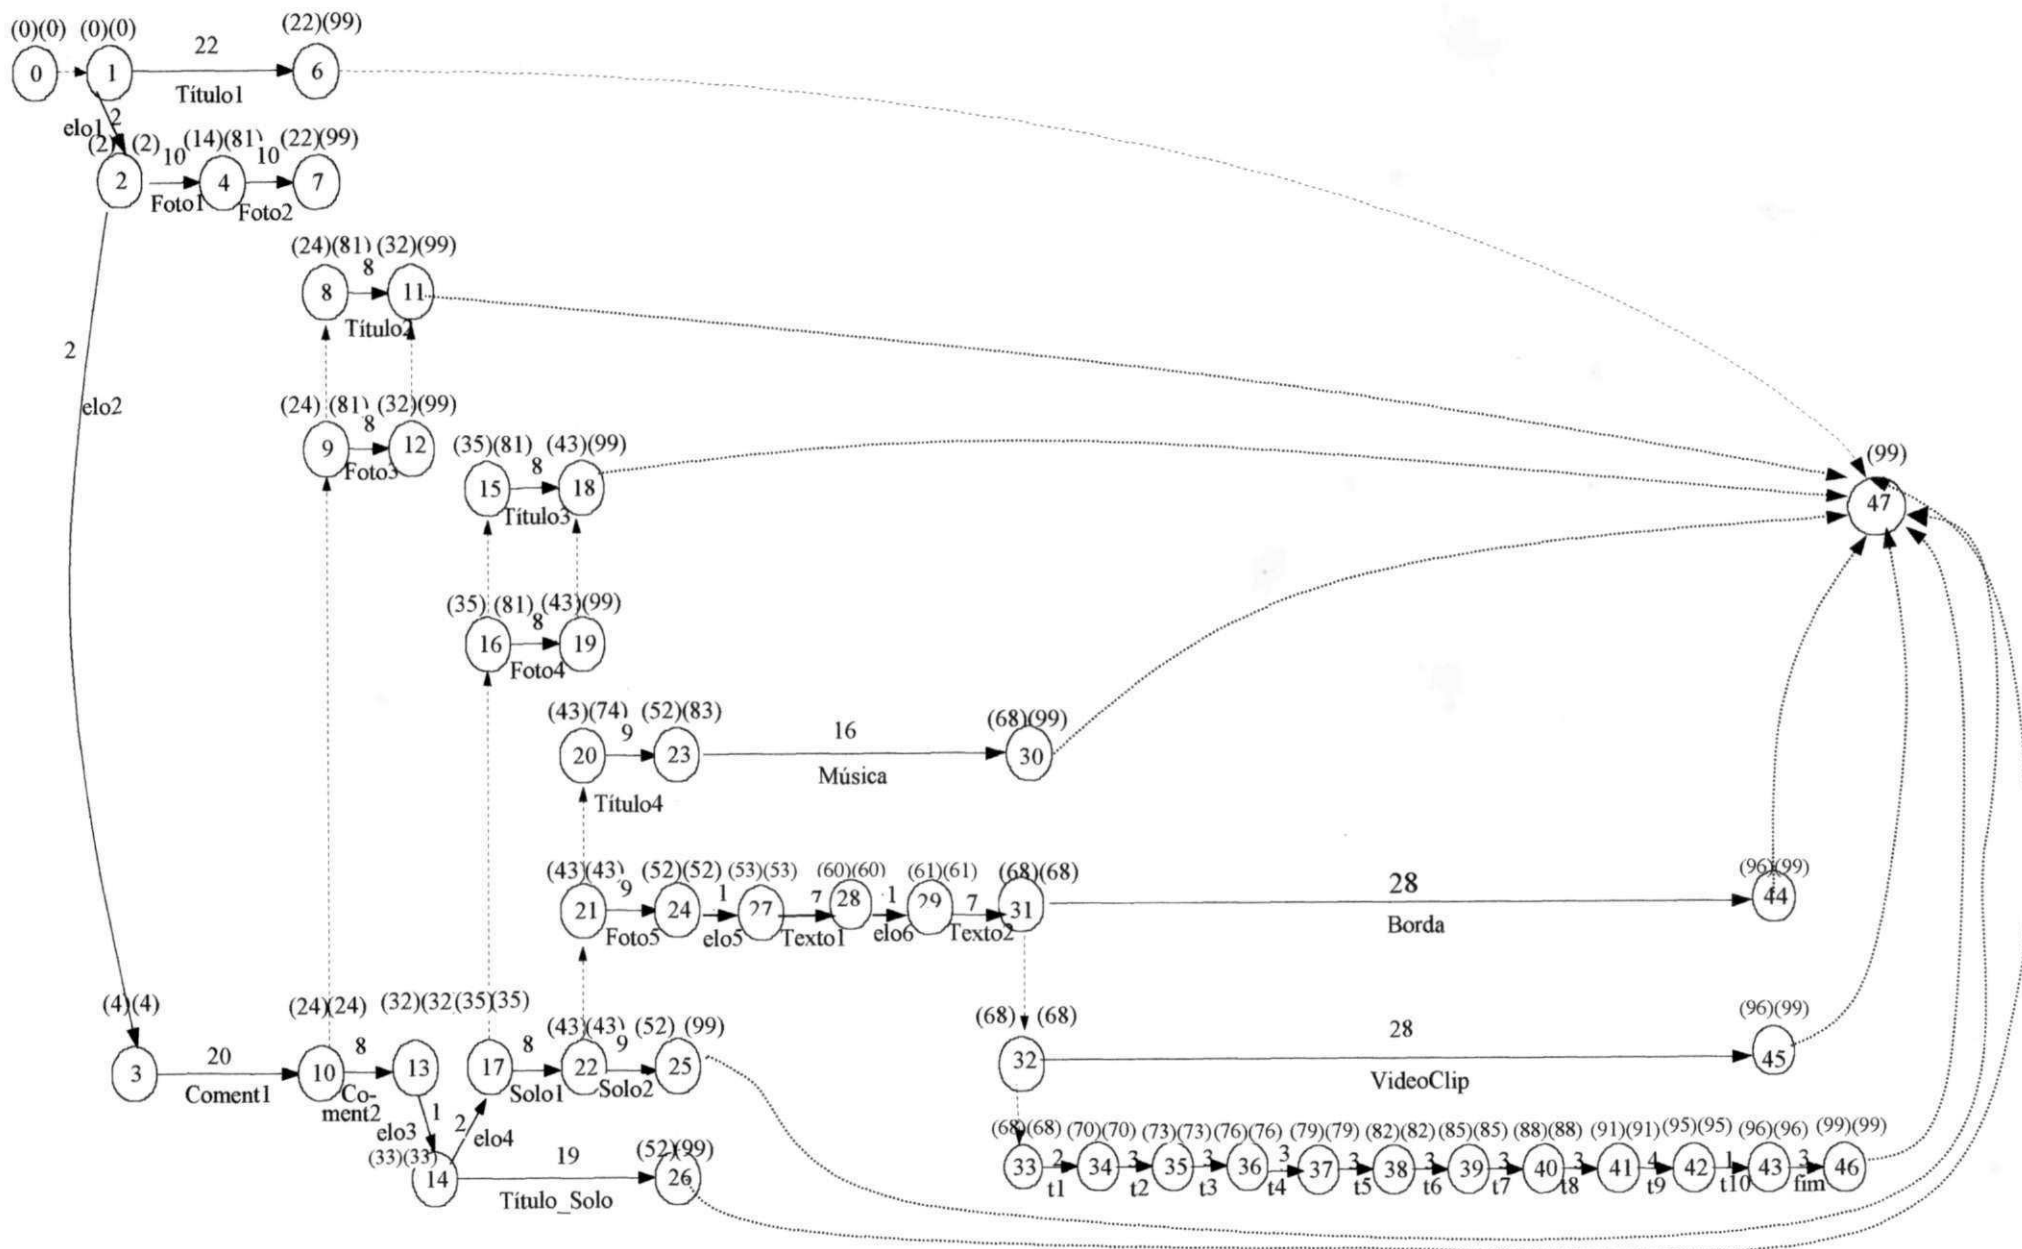 (0)(0) (0)(0) 22 (22)(99)
0 1 6
Título1
elo1 2
(2) (2) 10 (14)(81) 10 (22)(99)
2 4 7
Foto1 Foto2
(24)(81) (32)(99)
8
8 11
Título2
2
elo2
(24) (81) (32)(99)
8
9 12
Foto3
(35)(81) (43)(99)
8
15 18
Título3
(99)
47
(35) (81) (43)(99)
8
16 19
Foto4
(43)(74) (52)(83) 16 (68)(99)
9
20 23 30
Título4 Música
(43)(43) (52)(52) (53)(53) (60)(60) (61)(61) (68)(68) 28 (96)(99)
9 1 7 1 7
21 24 27 28 29 31 44
Foto5 elo5 Texto1 elo6 Texto2 Borda
(4)(4) (24)(24) (32)(32 (35)(35) (43)(43) (52) (99) (68) (68) 28 (96)(99)
20 8 8 9
3 10 13 17 22 25 32 45
Coment1 Co-
ment2 Solo1 Solo2 VideoClip
1 2
elo3 elo4
(33)(33) 19 (52)(99)
14 26
Título_Solo
(68)(68) (70)(70) (73)(73) (76)(76) (79)(79) (82)(82) (85)(85) (88)(88) (91)(91) (95)(95) (96)(96) (99)(99)
2 3 3 3 3 3 3 3 4 1 3
33 34 35 36 37 38 39 40 41 42 43 46
t1 t2 t3 t4 t5 t6 t7 t8 t9 t10 fim